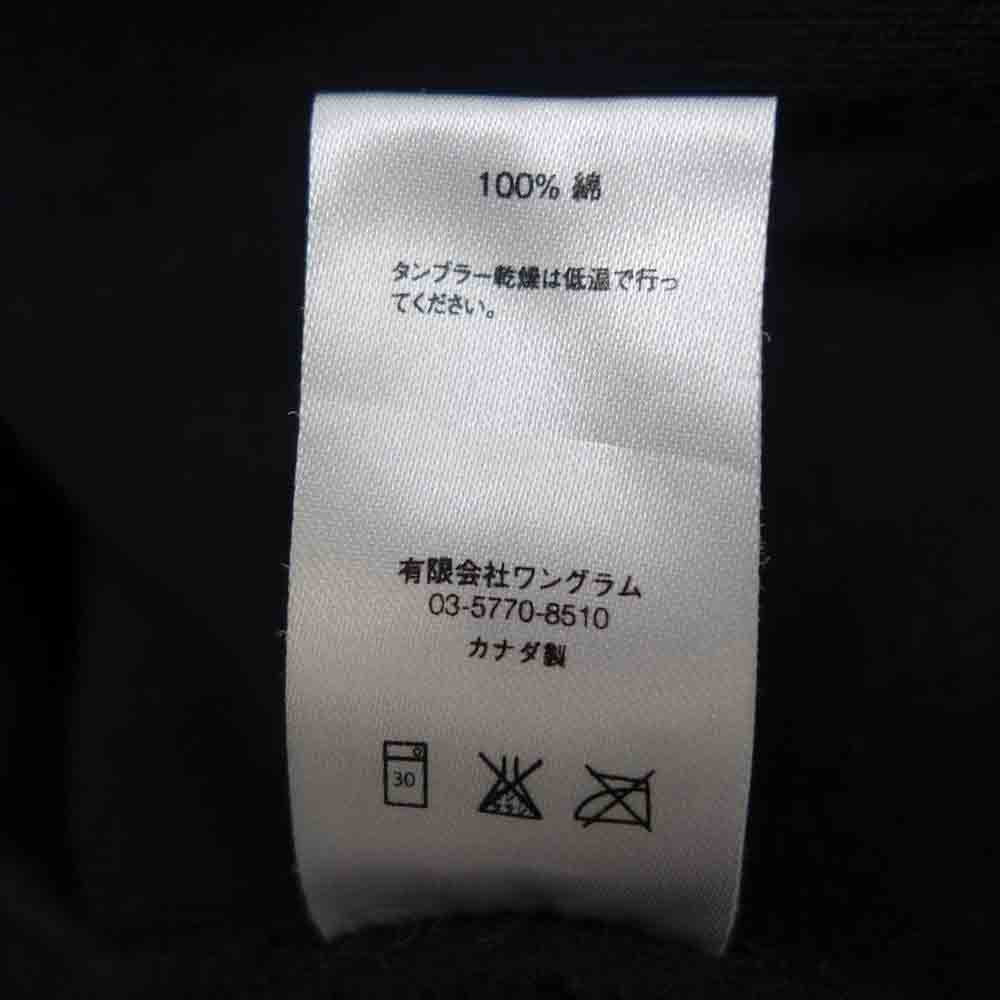 100% 綿
タンブラー乾燥は低温で行っ
てください。
有限会社ワングラム
03-5770-8510
カナダ製
30